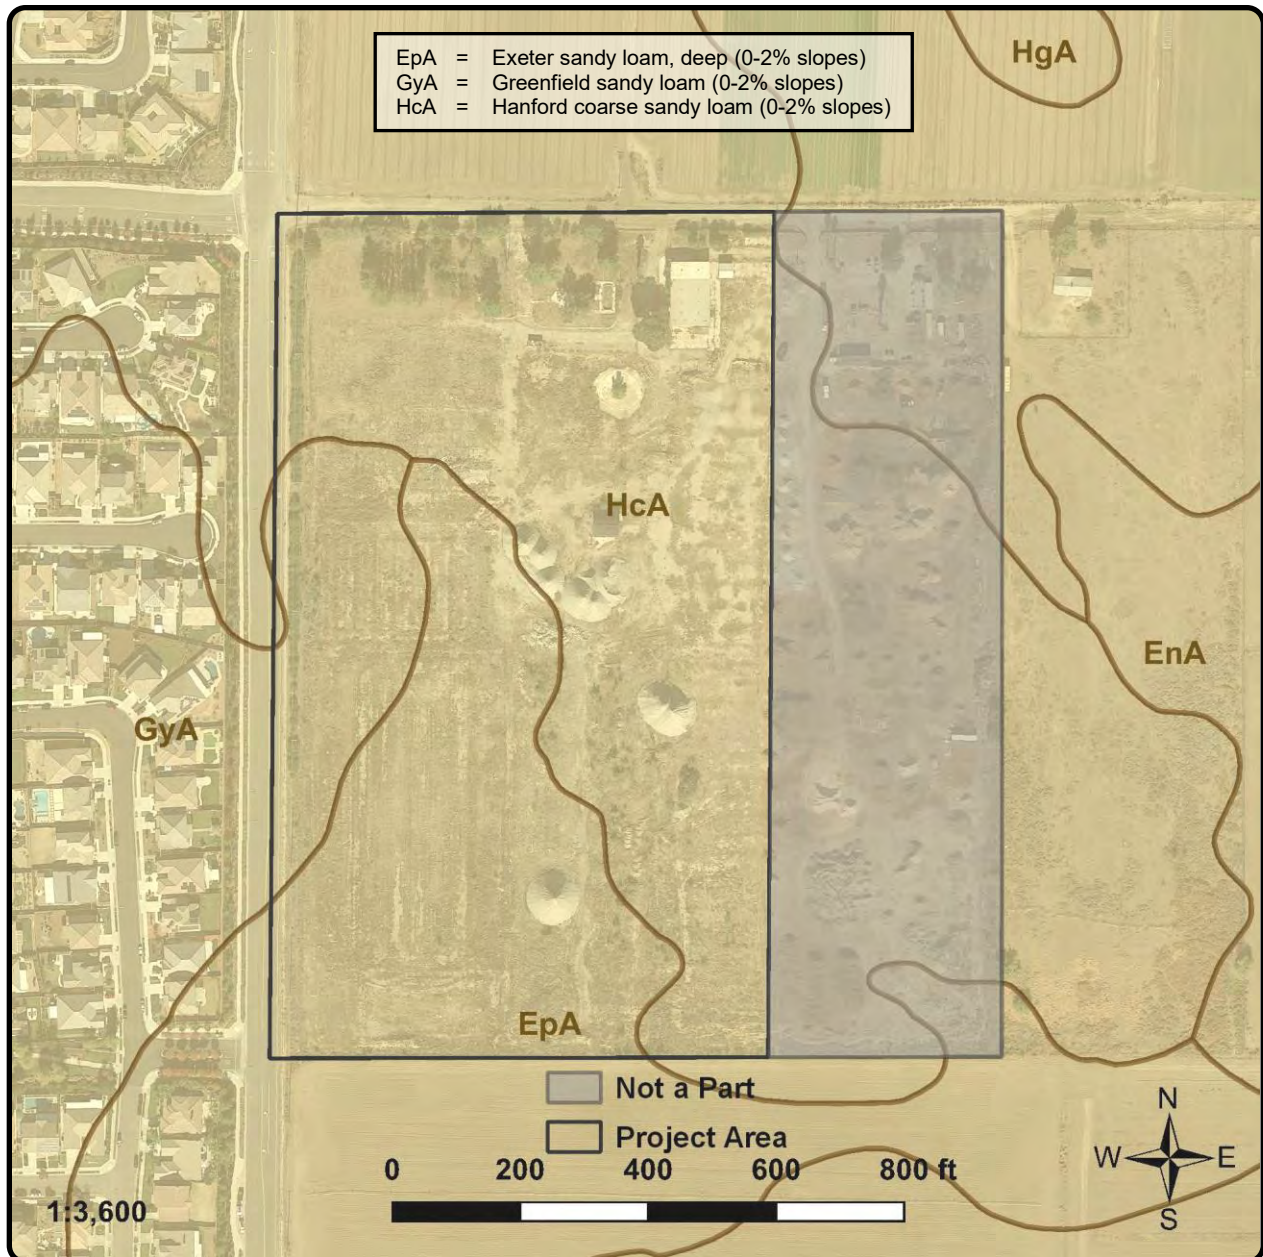 EpA = Exeter sandy loam, deep (0-2% slopes)
GyA = Greenfield sandy loam (0-2% slopes)
HcA = Hanford coarse sandy loam (0-2% slopes)
HgA
HcA
EnA
GyA
EpA
Not a Part
Project Area
0 200 400 600 800 ft
1:3,600
N
W E
S